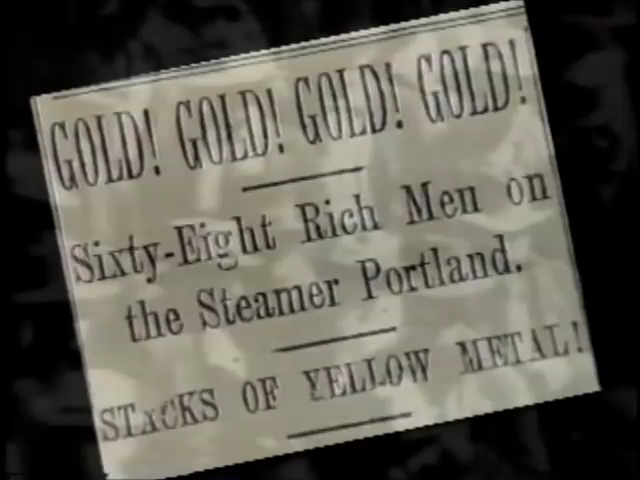 GOLD! GOLD! GOLD! GOLD!
Sixty-Eight Rich Men on
the Steamer Portland.
STACKS OF YELLOW METAL!